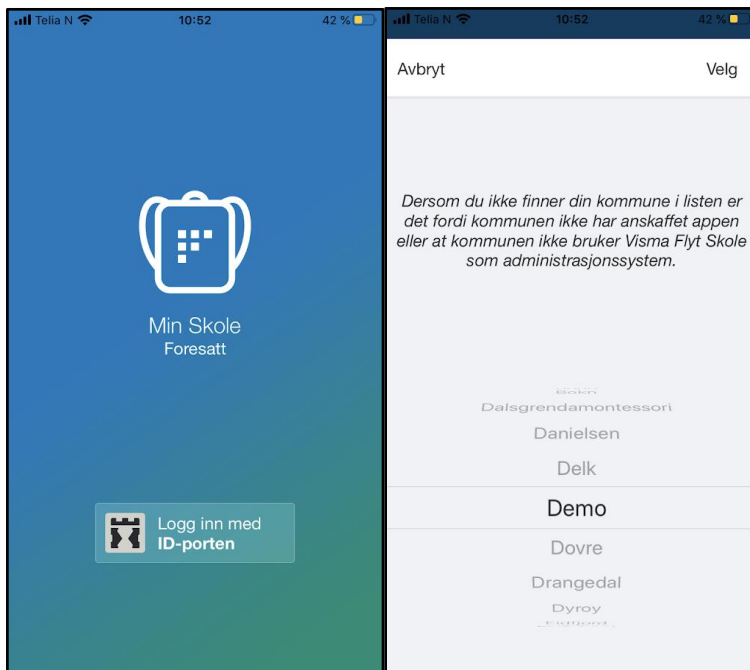 Telia N
10:52
42 %
Min Skole
Foresatt
Logg inn med
ID-porten
Telia N
10:52
42 %
Avbryt
Velg
Dersom du ikke finner din kommune i listen er
det fordi kommunen ikke har anskaffet appen
eller at kommunen ikke bruker Visma Flyt Skole
som administrasjonssystem.
Bokn
Dalsgrendamontessori
Danielsen
Delk
Demo
Dovre
Drangedal
Dyroy
Eidfjord